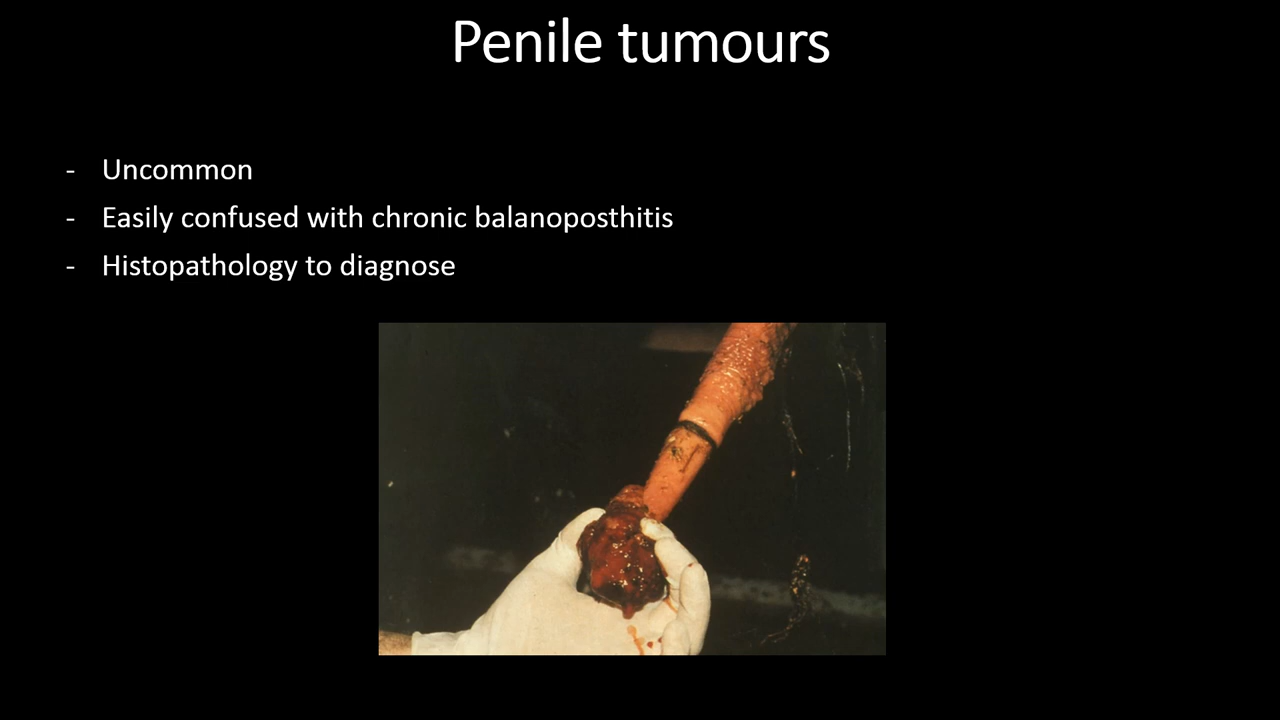 Penile tumours
- Uncommon
- Easily confused with chronic balanoposthitis
- Histopathology to diagnose